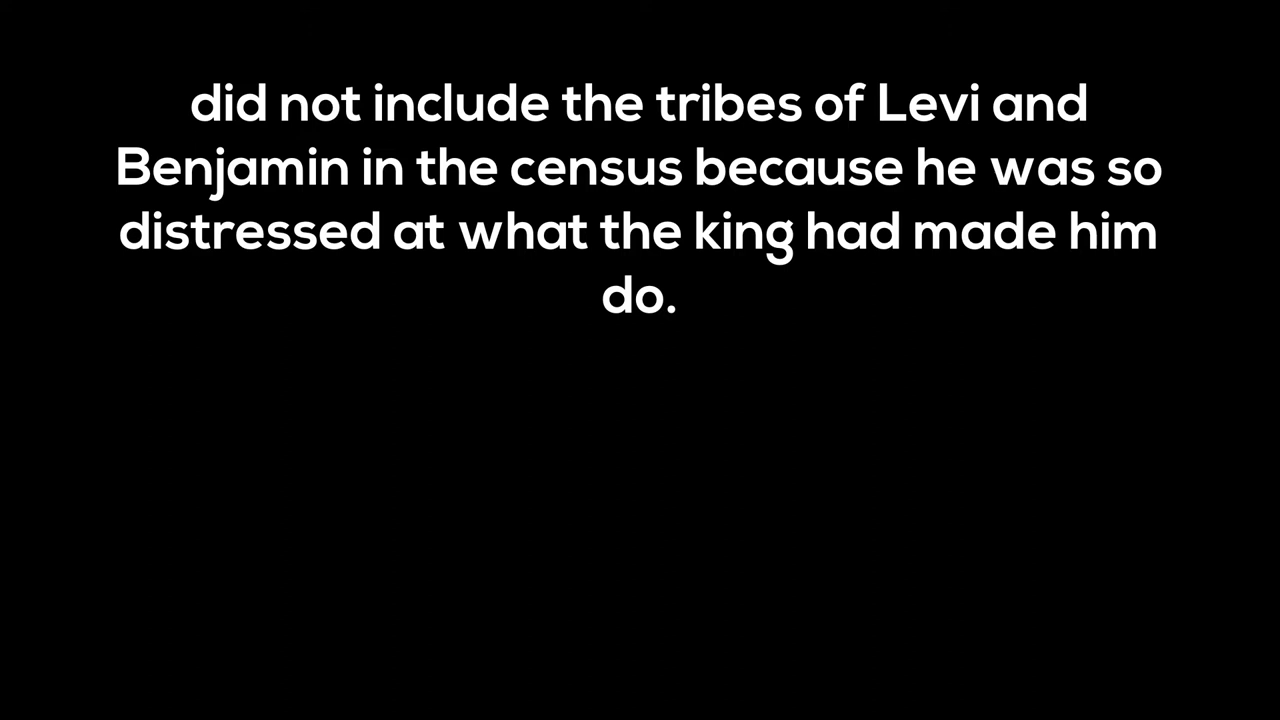 did not include the tribes of Levi and
Benjamin in the census because he was so
distressed at what the king had made him
do.